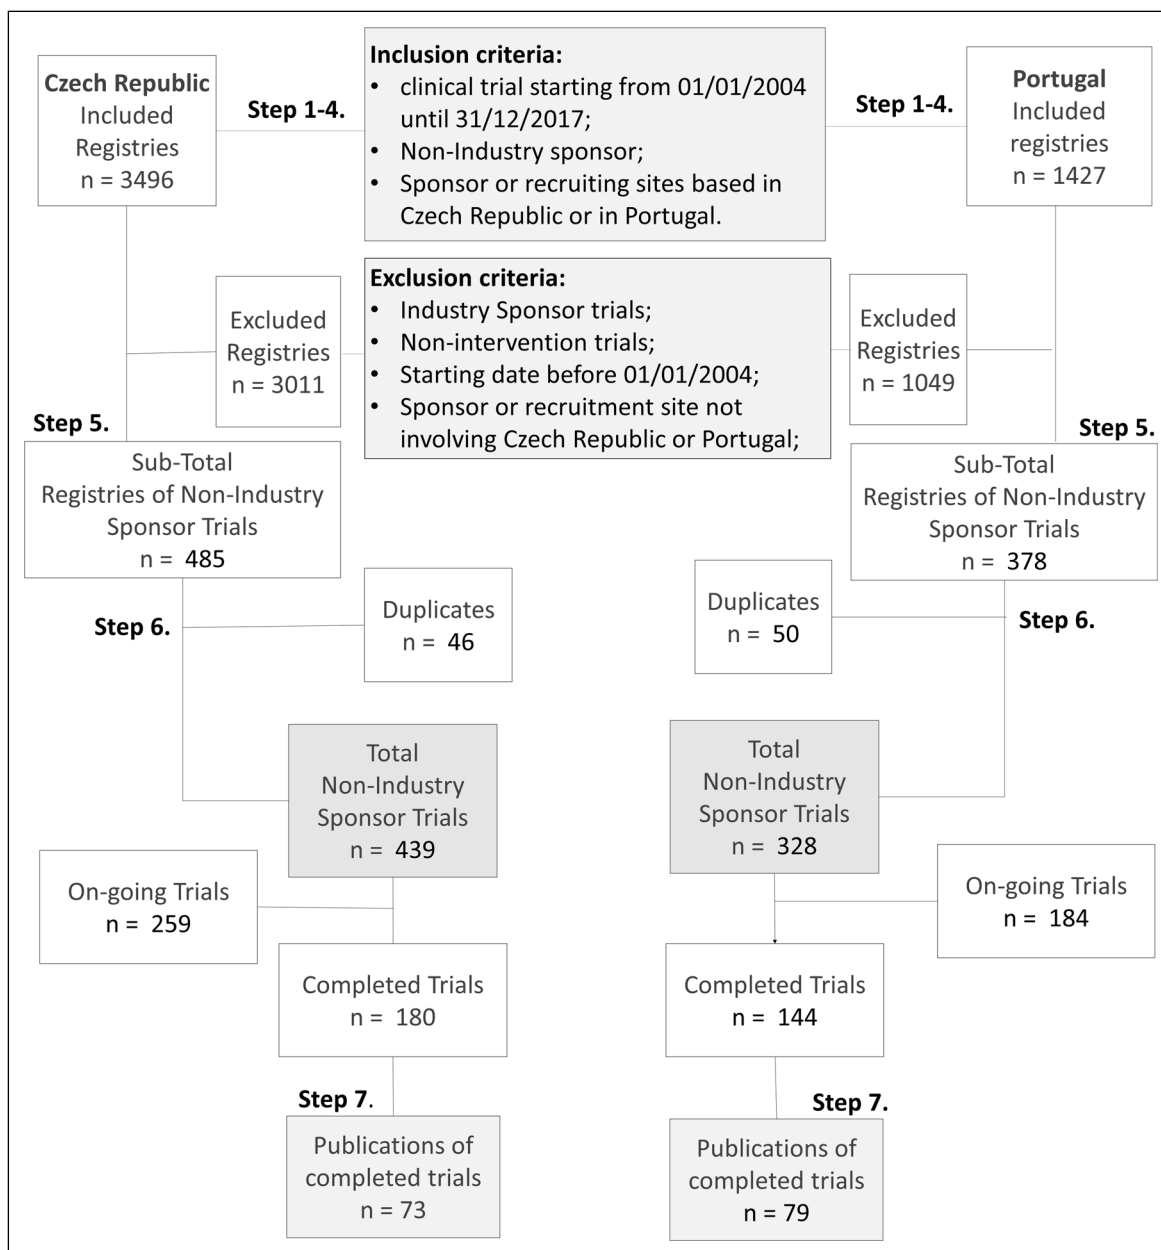 Czech Republic
Included
Registries
n = 3496
Step 1-4.
Inclusion criteria:
• clinical trial starting from 01/01/2004
until 31/12/2017;
• Non-Industry sponsor;
• Sponsor or recruiting sites based in
Czech Republic or in Portugal.
Step 1-4.
Portugal
Included
registries
n = 1427
Excluded
Registries
n = 3011
Exclusion criteria:
• Industry Sponsor trials;
• Non-intervention trials;
• Starting date before 01/01/2004;
• Sponsor or recruitment site not
involving Czech Republic or Portugal;
Excluded
Registries
n = 1049
Step 5.
Sub-Total
Registries of Non-Industry
Sponsor Trials
n = 485
Step 5.
Sub-Total
Registries of Non-Industry
Sponsor Trials
n = 378
Step 6.
Duplicates
n = 46
Duplicates
n = 50
Step 6.
Total
Non-Industry
Sponsor Trials
n = 439
Total
Non-Industry
Sponsor Trials
n = 328
On-going Trials
n = 259
On-going Trials
n = 184
Completed Trials
n = 180
Completed Trials
n = 144
Step 7.
Step 7.
Publications of
completed trials
n = 73
Publications of
completed trials
n = 79